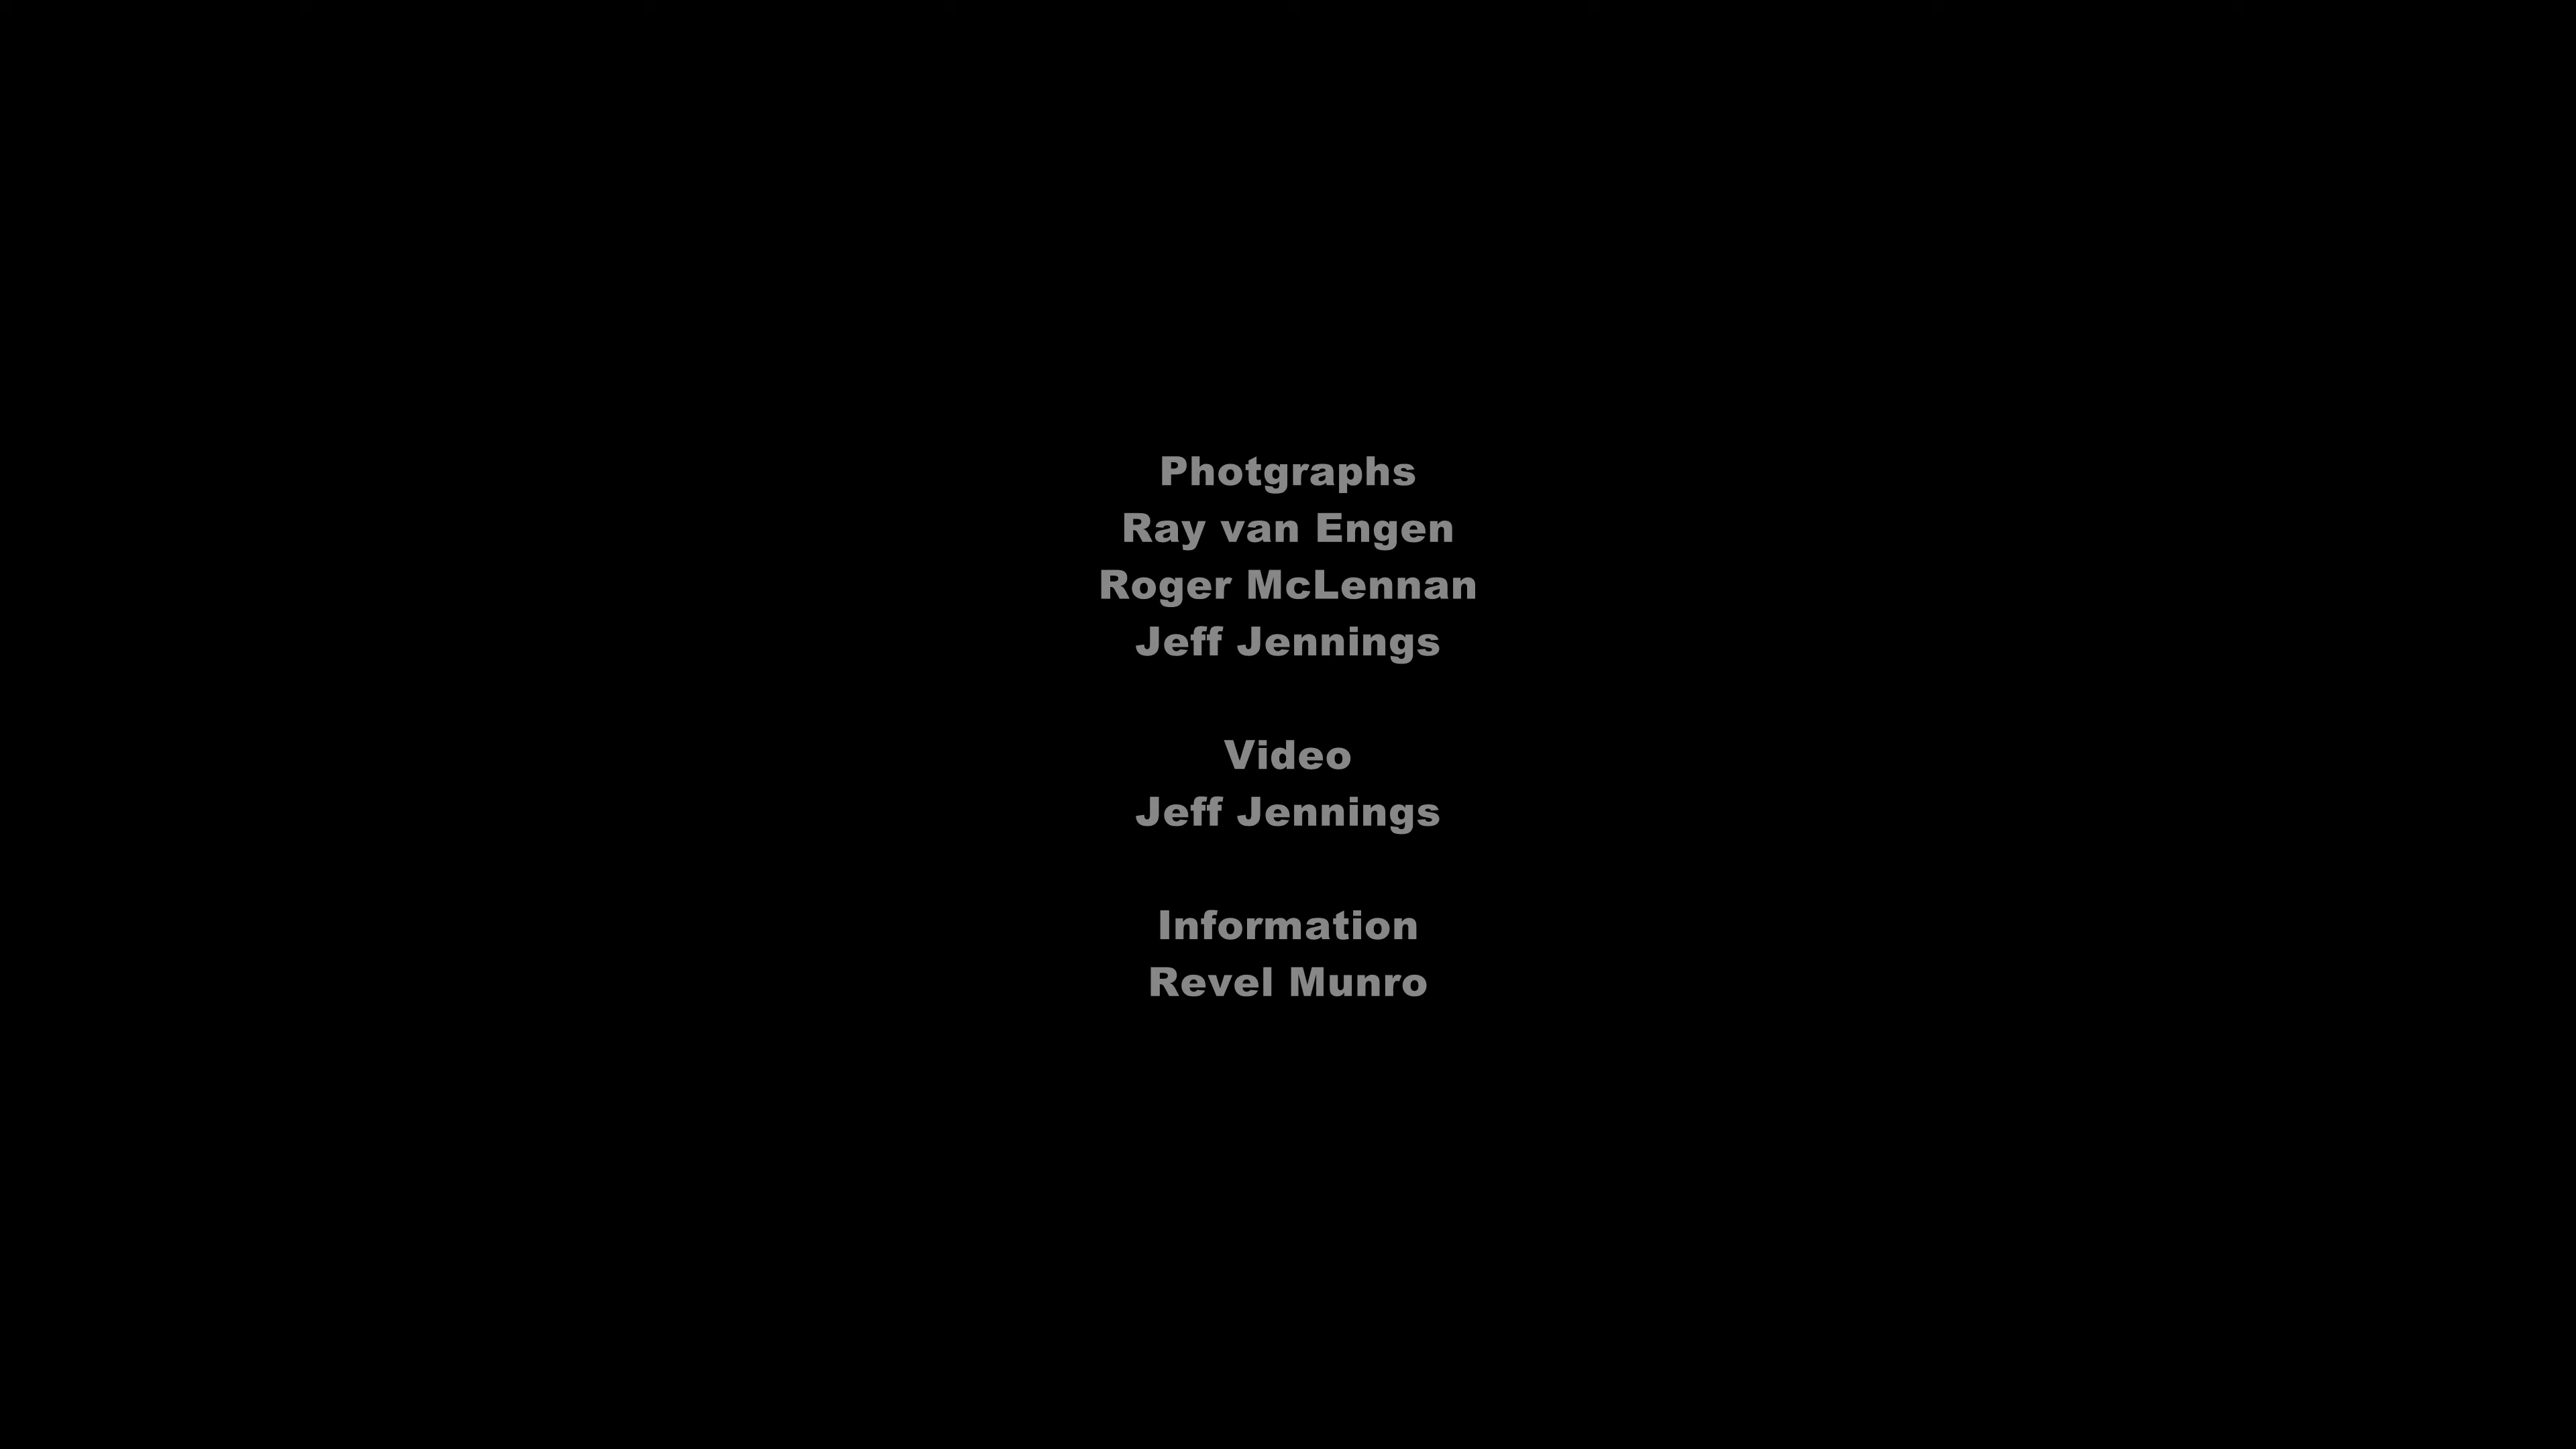 Photgraphs
Ray van Engen
Roger McLennan
Jeff Jennings
Video
Jeff Jennings
Information
Revel Munro